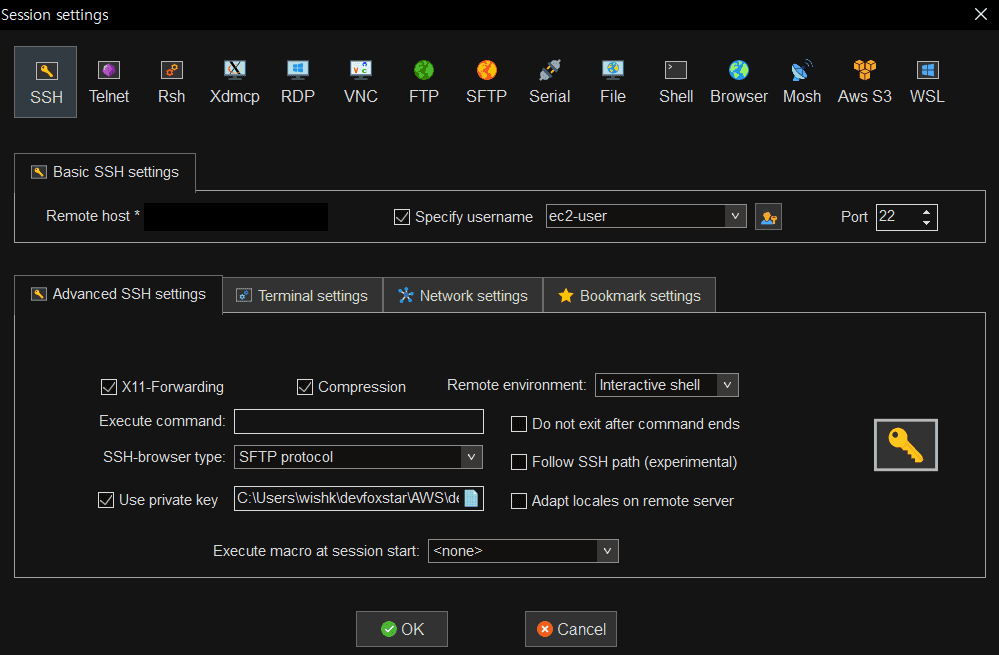 Session settings
SSH Telnet Rsh Xdmcp RDP VNC FTP SFTP Serial File Shell Browser Mosh Aws S3 WSL
Basic SSH settings
Remote host * Specify username ec2-user Port 22
Advanced SSH settings Terminal settings Network settings Bookmark settings
X11-Forwarding Compression Remote environment: Interactive shell
Execute command: Do not exit after command ends
SSH-browser type: SFTP protocol Follow SSH path (experimental)
Use private key C:\Users\wishk\devfoxstar\AWS\de Adapt locales on remote server
Execute macro at session start: <none>
OK Cancel